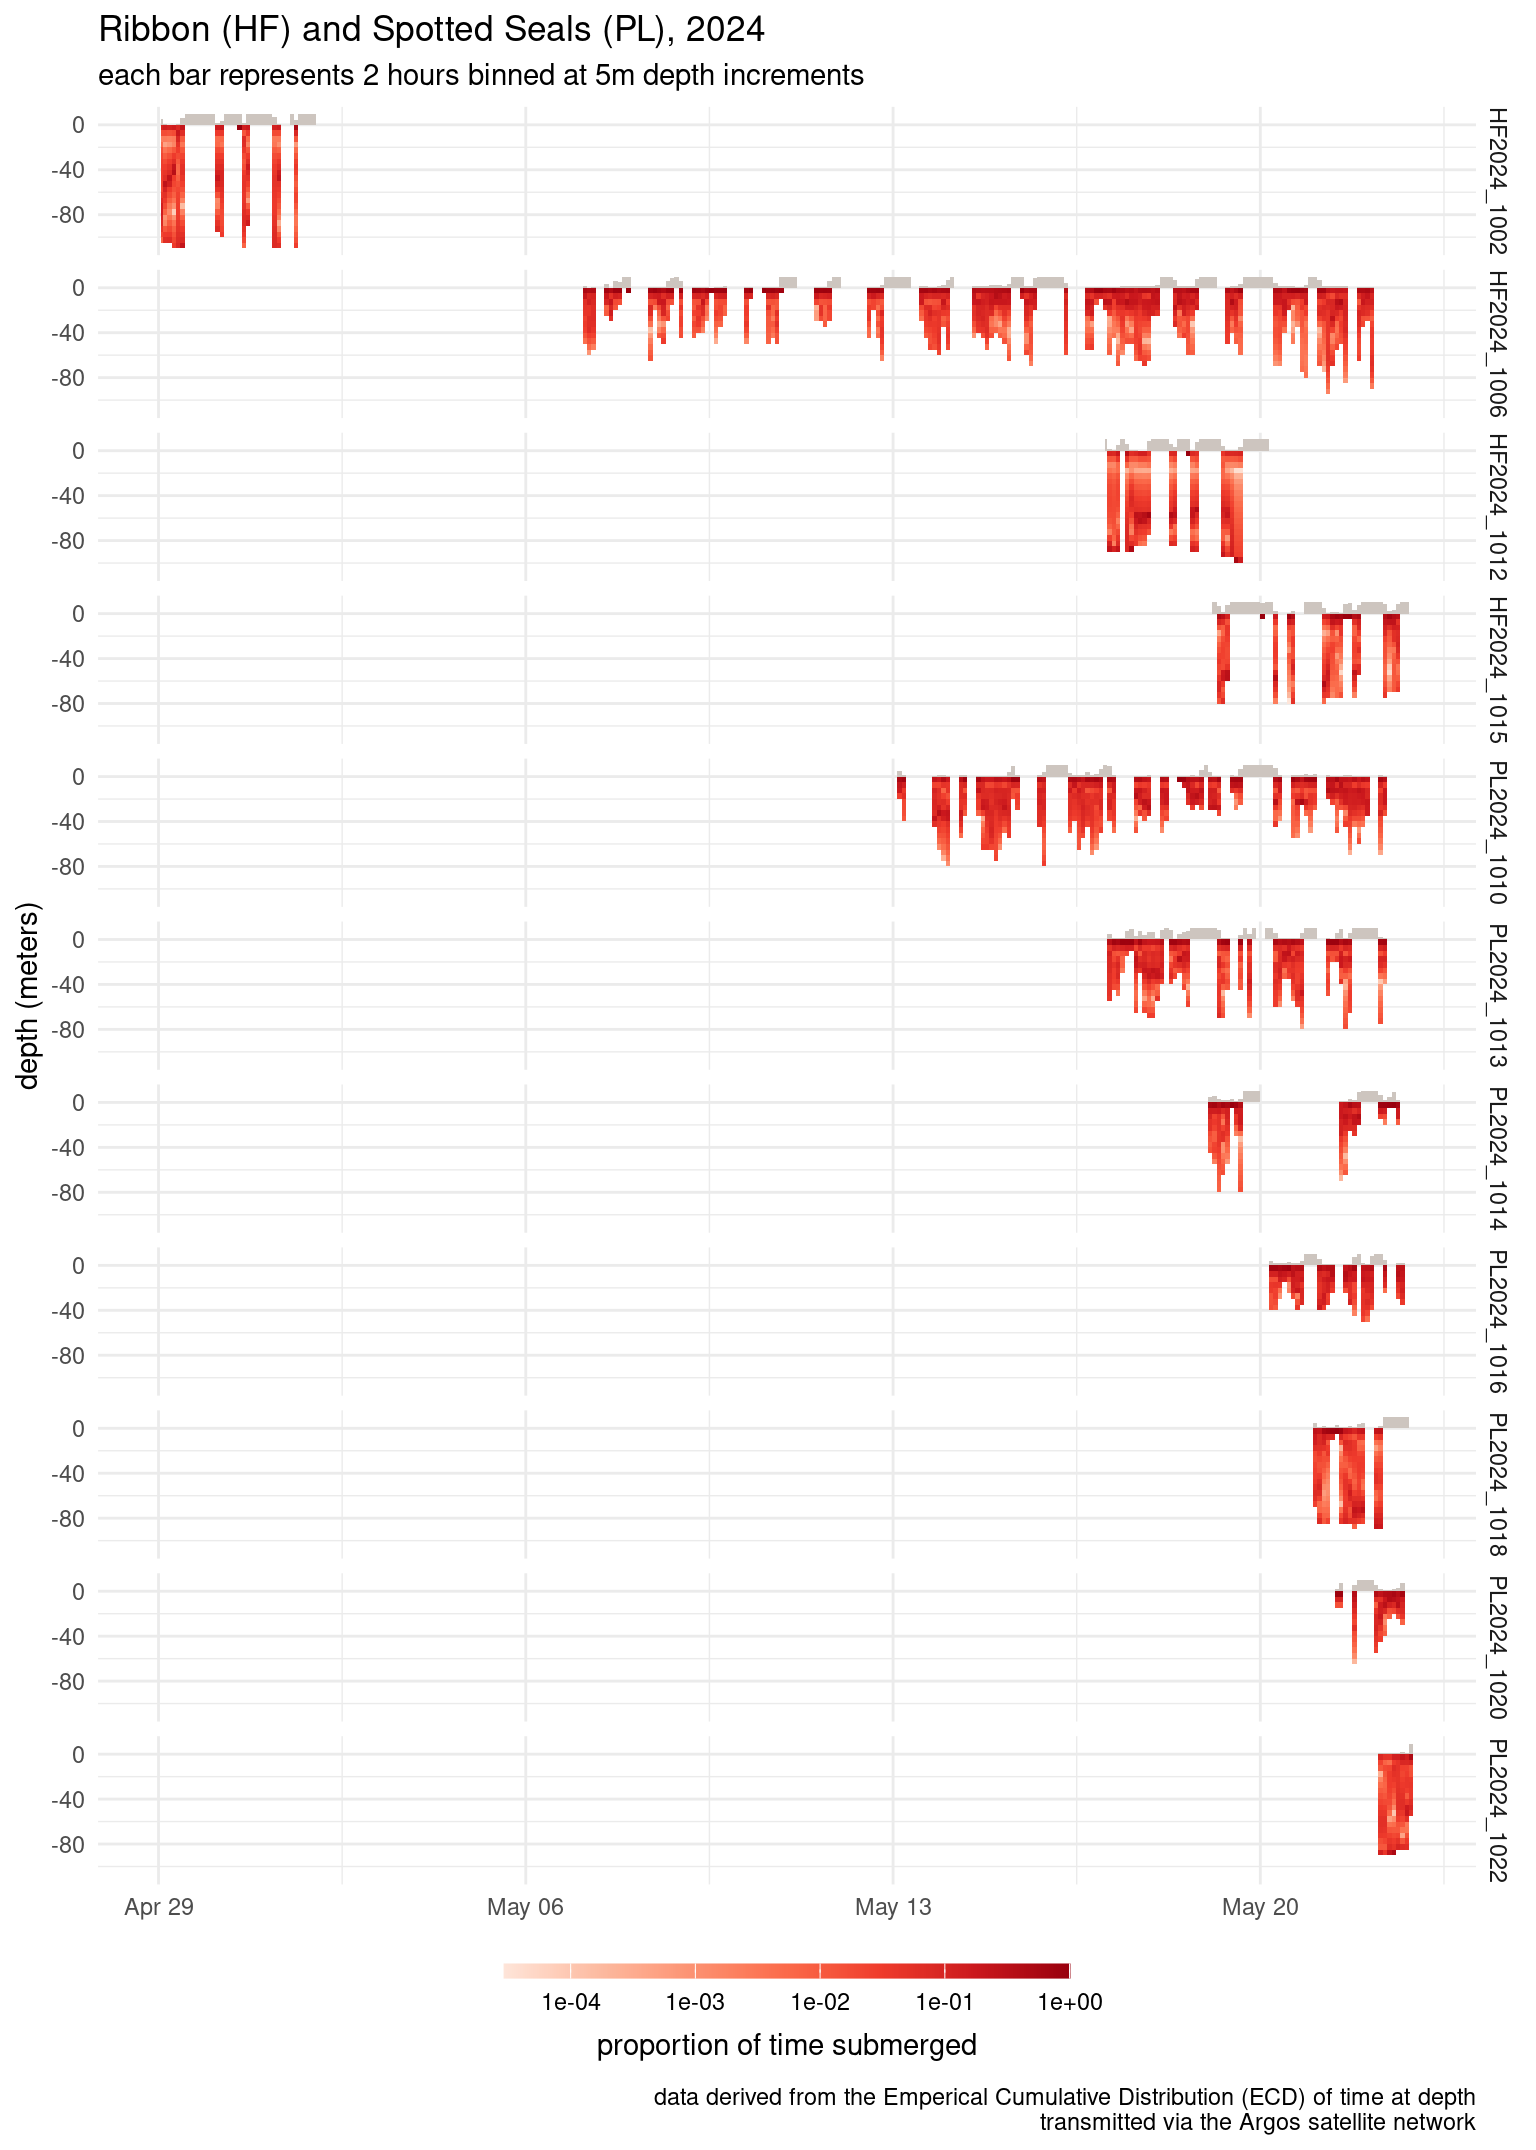 Ribbon (HF) and Spotted Seals (PL), 2024
each bar represents 2 hours binned at 5m depth increments
0
-40
-80
HF2024_1002
0
-40
-80
HF2024_1006
0
-40
-80
HF2024_1012
0
-40
-80
HF2024_1015
0
-40
-80
PL2024_1010
depth (meters)
0
-40
-80
PL2024_1013
0
-40
-80
PL2024_1014
0
-40
-80
PL2024_1016
0
-40
-80
PL2024_1018
0
-40
-80
PL2024_1020
0
-40
-80
PL2024_1022
Apr 29 May 06 May 13 May 20
1e-04 1e-03 1e-02 1e-01 1e+00
proportion of time submerged
data derived from the Emperical Cumulative Distribution (ECD) of time at depth
transmitted via the Argos satellite network